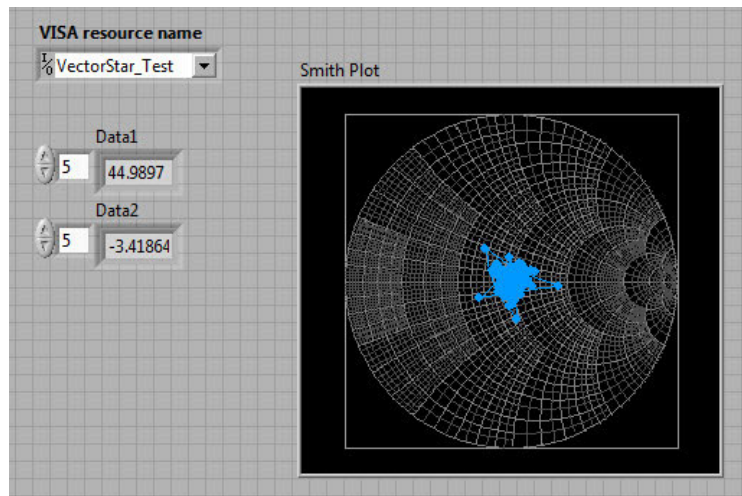 VISA resource name
I/O VectorStar_Test
Smith Plot
Data1
5 44.9897
Data2
5 -3.41864